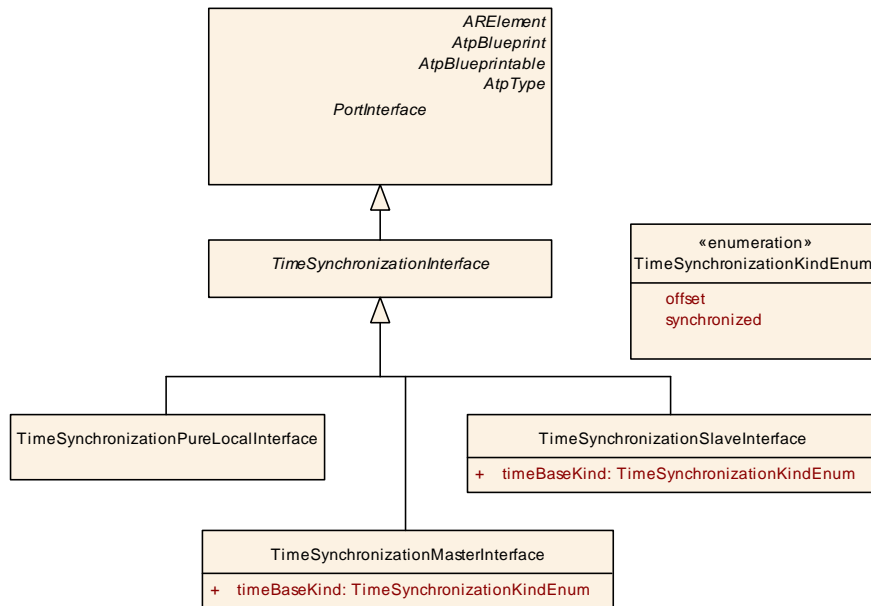 ARElement
AtpBlueprint
AtpBlueprintable
AtpType
PortInterface
TimeSynchronizationInterface
«enumeration»
TimeSynchronizationKindEnum
offset
synchronized
TimeSynchronizationPureLocalInterface
TimeSynchronizationSlaveInterface
+ timeBaseKind: TimeSynchronizationKindEnum
TimeSynchronizationMasterInterface
+ timeBaseKind: TimeSynchronizationKindEnum